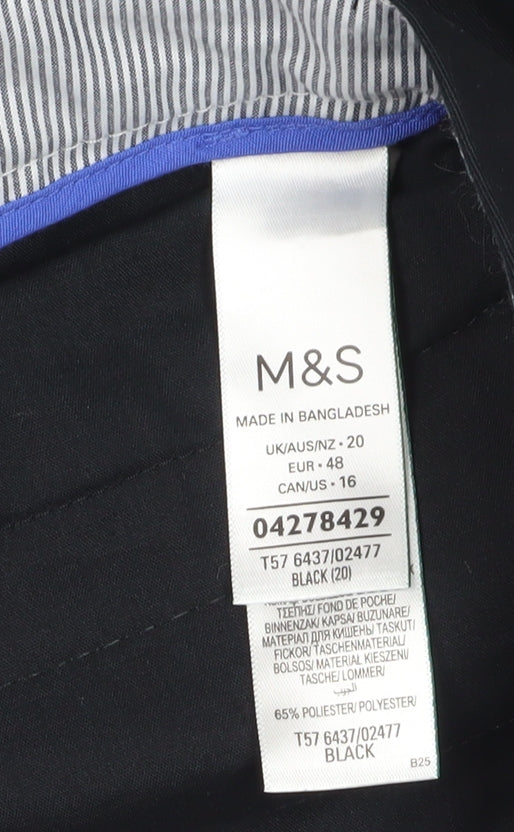 M&S
MADE IN BANGLADESH
UK/AUS/NZ • 20
EUR • 48
CAN/US • 16
04278429
T57 6437/02477
BLACK (20)
ΤΣΕΠΗΣ/ FOND DE POCHE/
BINNENZAK/ KAPSA/ BUZUNARE/
МАТЕРІАЛ ДЛЯ КИШЕНЬ/ TASKUT/
FICKOR/ TASCHENMATERIAL/
BOLSOS/ MATERIAŁ KIESZENI/
TASCHE/ LOMMER/
الجيب
65% POLIESTER/ POLYESTER/
T57 6437/02477
BLACK
B25